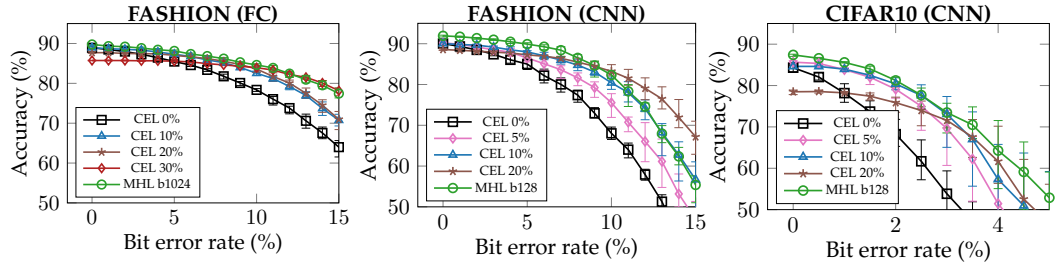 FASHION (FC)
Accuracy (%)
90
80
70
60
50
CEL 0%
CEL 10%
CEL 20%
CEL 30%
MHL b1024
0
5
10
15
Bit error rate (%)
FASHION (CNN)
Accuracy (%)
90
80
70
60
50
CEL 0%
CEL 5%
CEL 10%
CEL 20%
MHL b128
0
5
10
15
Bit error rate (%)
CIFAR10 (CNN)
Accuracy (%)
90
80
70
60
50
CEL 0%
CEL 5%
CEL 10%
CEL 20%
MHL b128
0
2
4
Bit error rate (%)